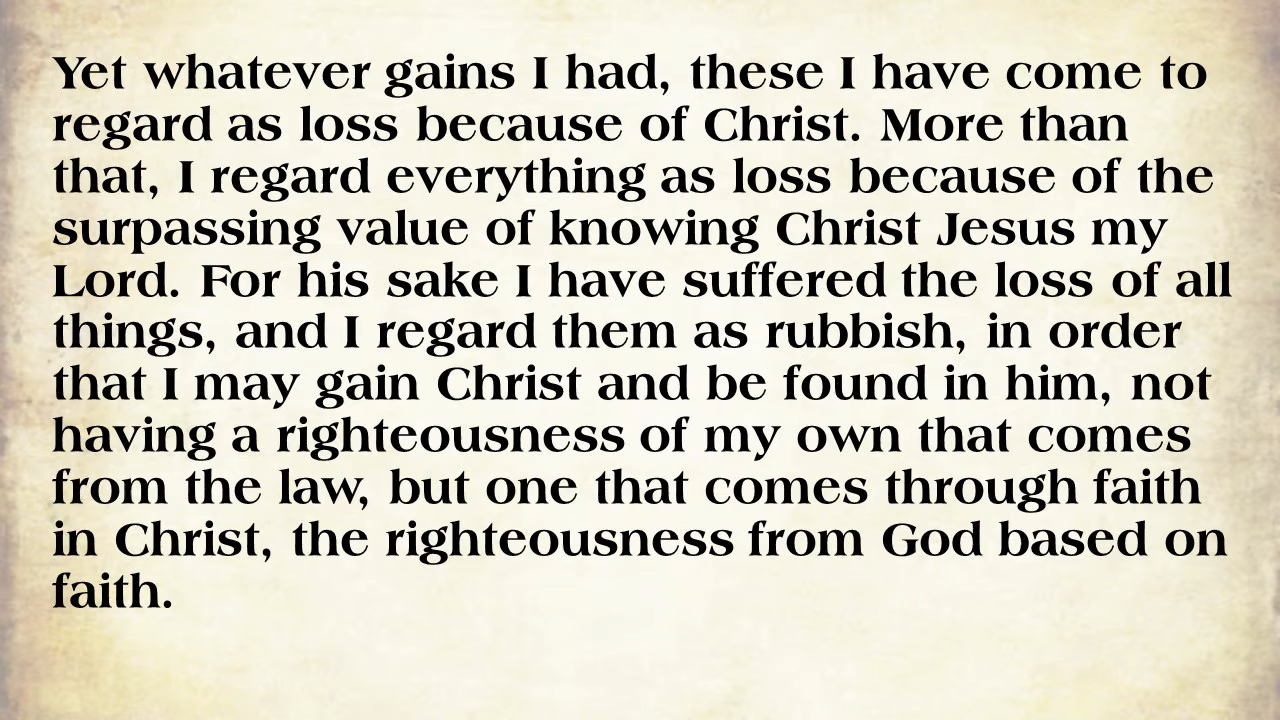 Yet whatever gains I had, these I have come to
regard as loss because of Christ. More than
that, I regard everything as loss because of the
surpassing value of knowing Christ Jesus my
Lord. For his sake I have suffered the loss of all
things, and I regard them as rubbish, in order
that I may gain Christ and be found in him, not
having a righteousness of my own that comes
from the law, but one that comes through faith
in Christ, the righteousness from God based on
faith.